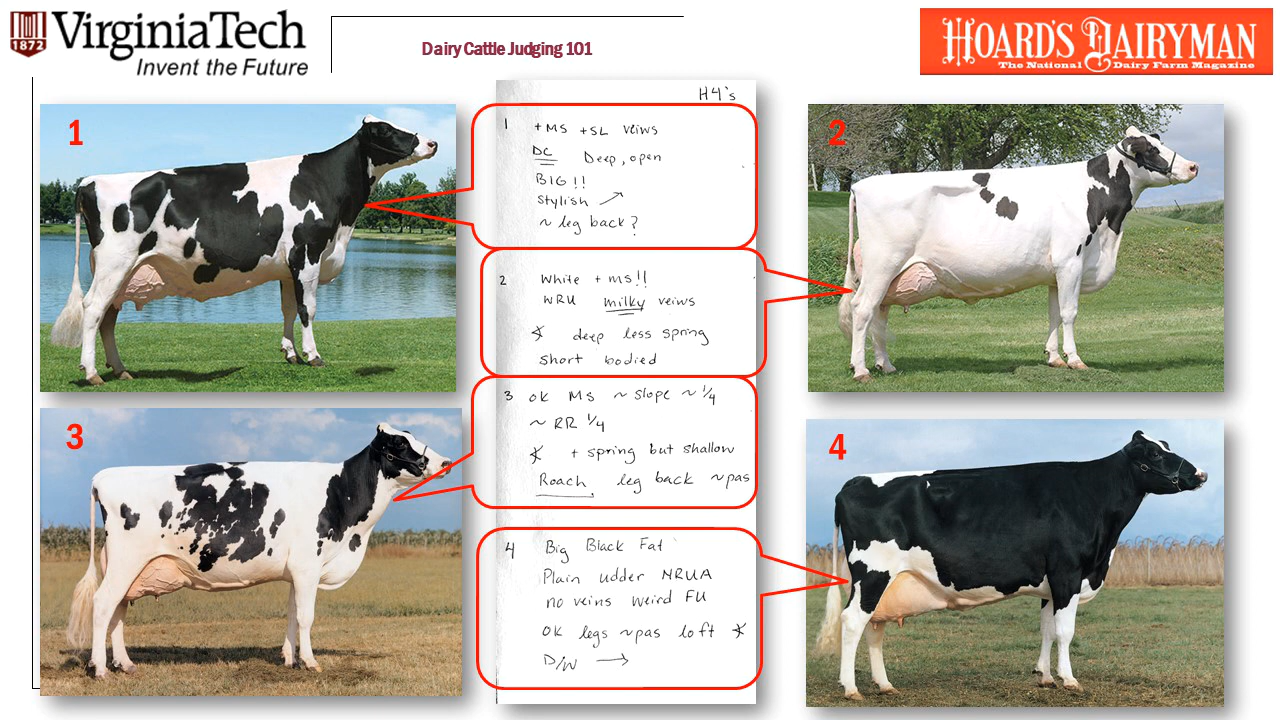 1872
VirginiaTech
Invent the Future
Dairy Cattle Judging 101
HOARD'S DAIRYMAN
The National Dairy Farm Magazine
1
2
3
4
H4's
1 +MS +SL veiws
DC Deep, open
BIG!!
Stylish ↗
~ leg back?
2 White + ms!!
WRU milky veiws
* deep less spring
short bodied
3 ok MS ~ slope ~ 1/4
~ RR 1/4
* + spring but shallow
Roach leg back ~pas
4 Big Black Fat
Plain udder NRUA
no veins weird FU
OK legs ~pas loft *
D/W →